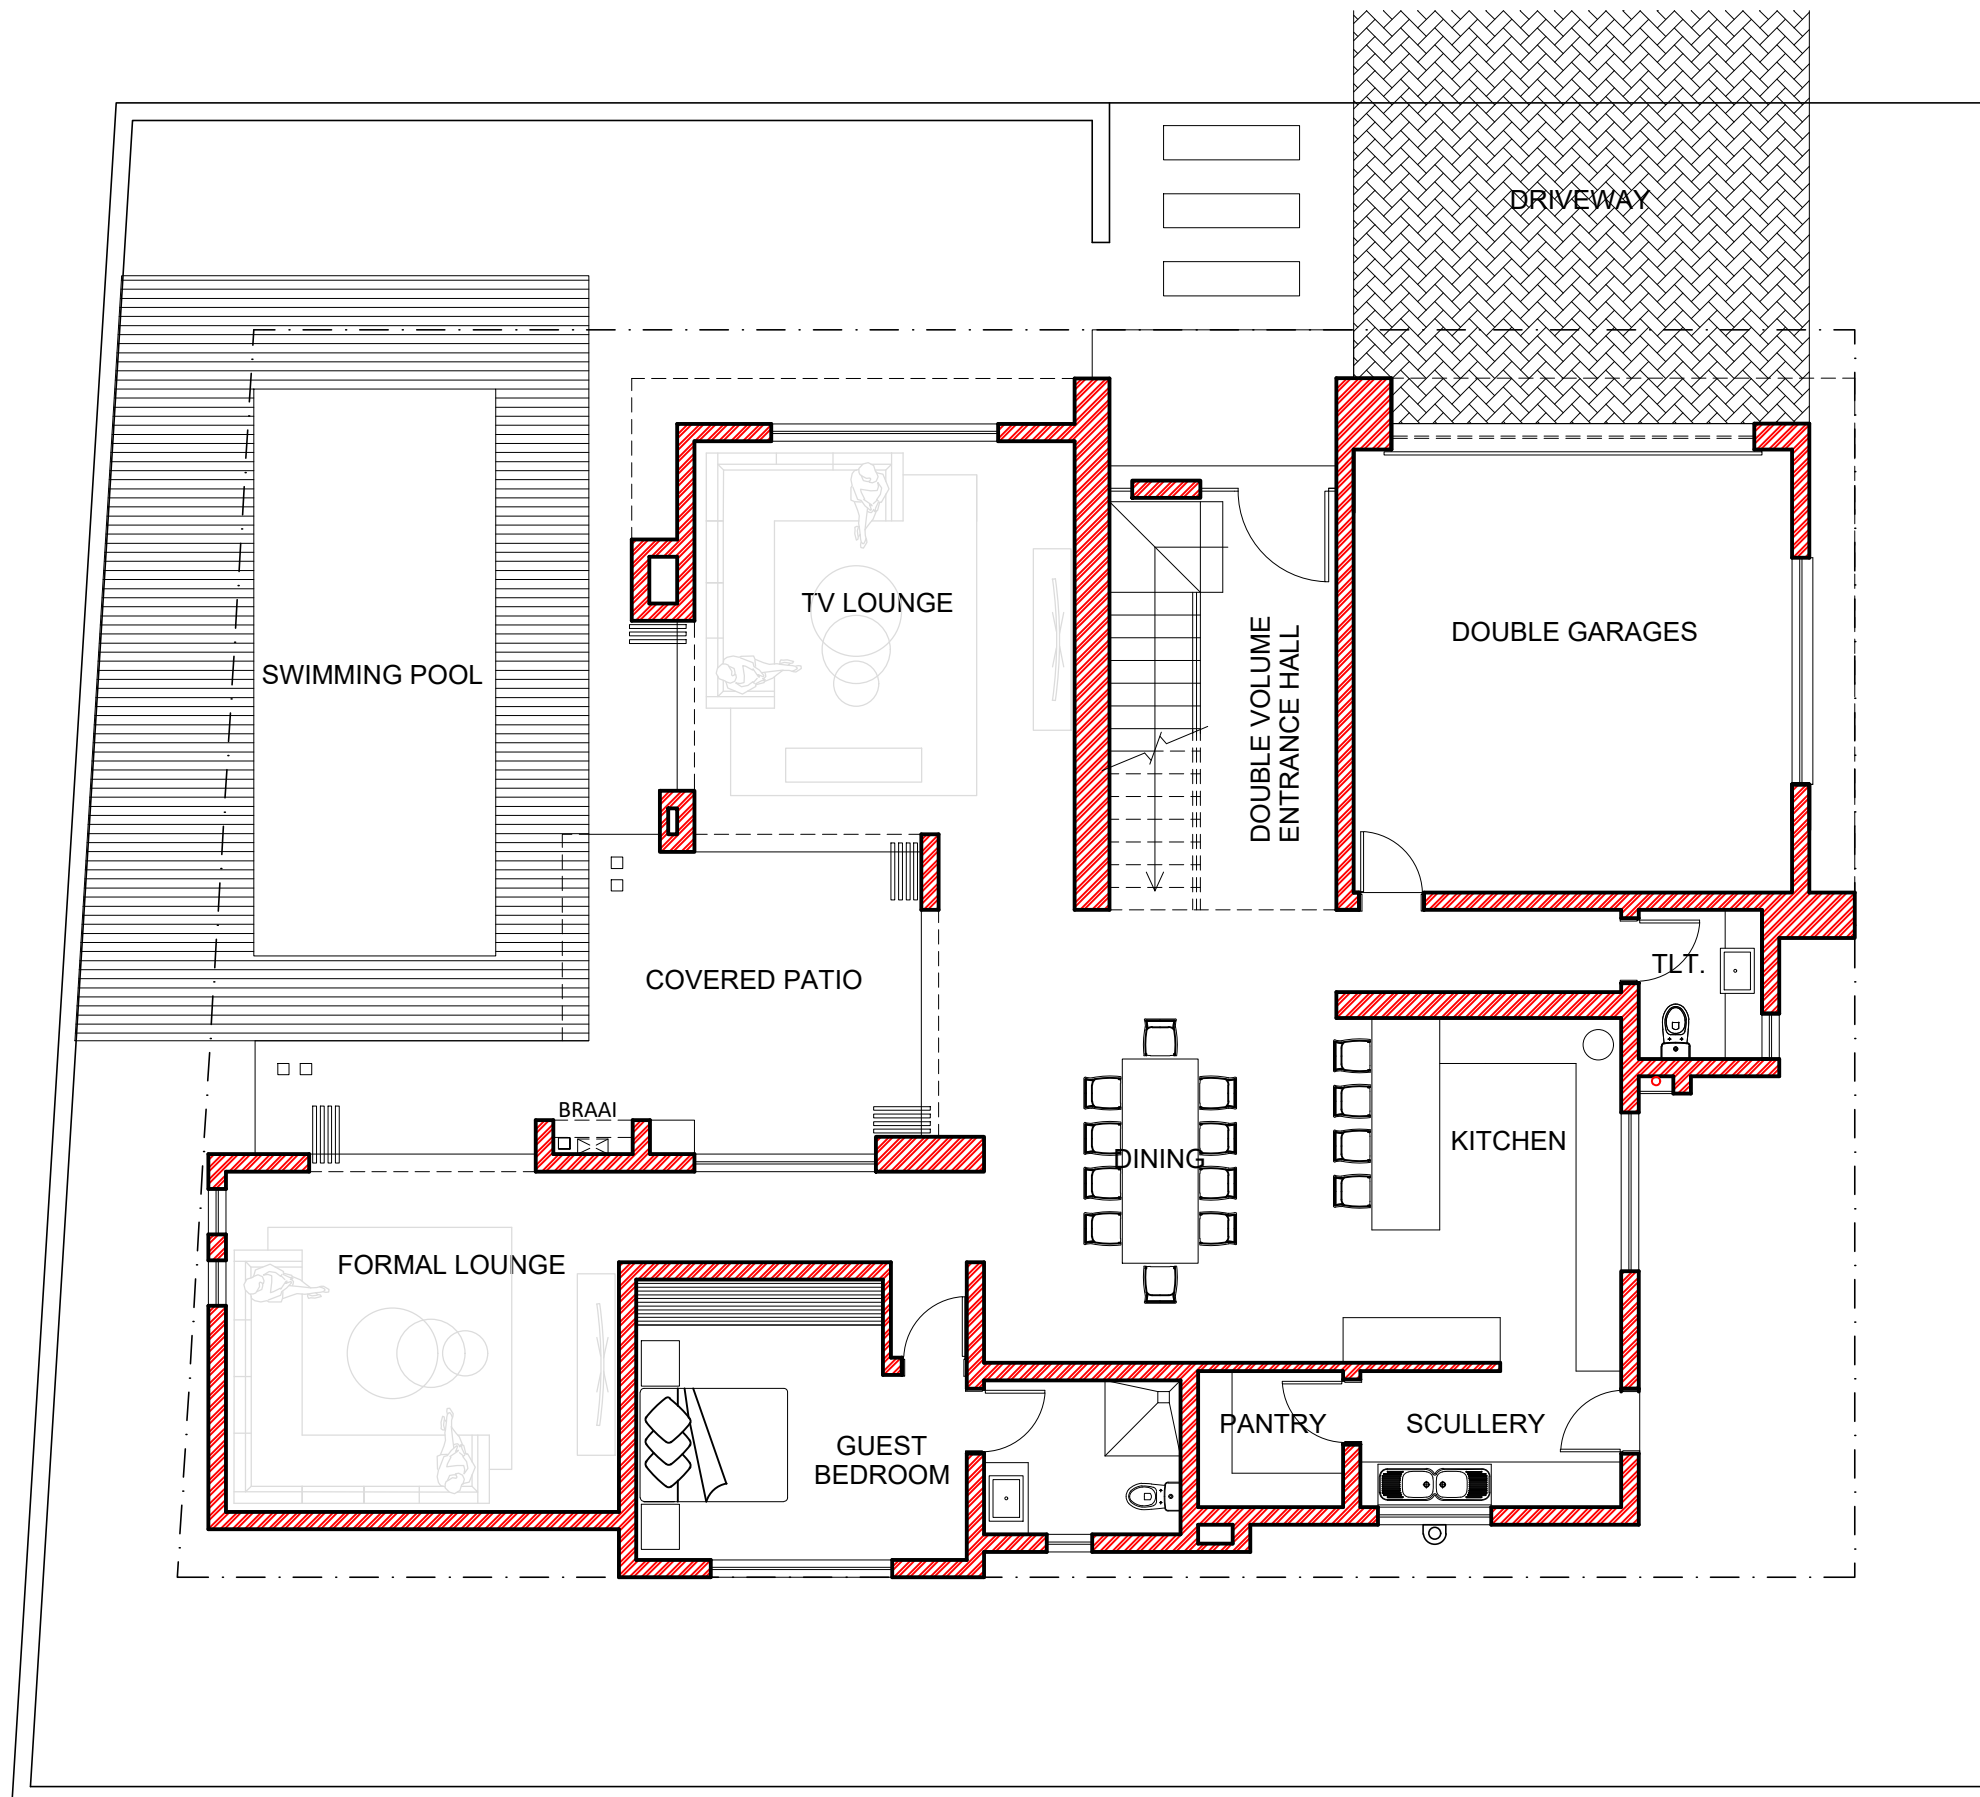 DRIVEWAY
TV LOUNGE
DOUBLE VOLUME
ENTRANCE HALL
DOUBLE GARAGES
SWIMMING POOL
COVERED PATIO
TLT.
BRAAI
DINING
KITCHEN
FORMAL LOUNGE
GUEST
BEDROOM
PANTRY
SCULLERY